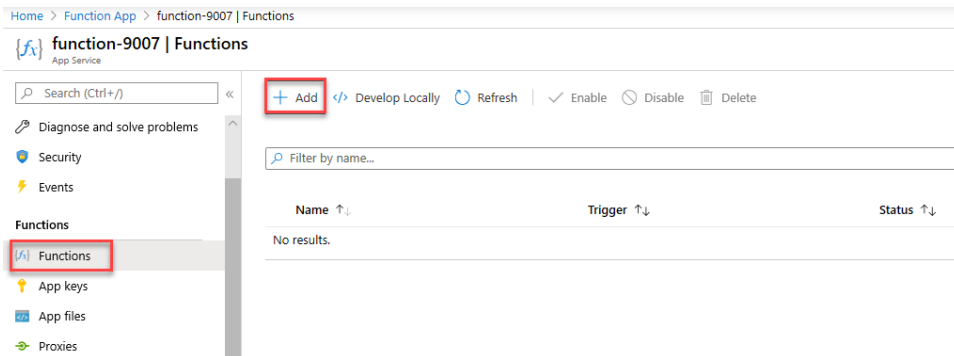 Home > Function App > function-9007 | Functions
{fx} function-9007 | Functions
App Service
Search (Ctrl+/) «
+ Add </> Develop Locally Refresh | Enable Disable Delete
Diagnose and solve problems
Security
Events
Functions
{fx} Functions
App keys
</> App files
Proxies
Filter by name...
Name ↑↓ Trigger ↑↓ Status ↑↓
No results.